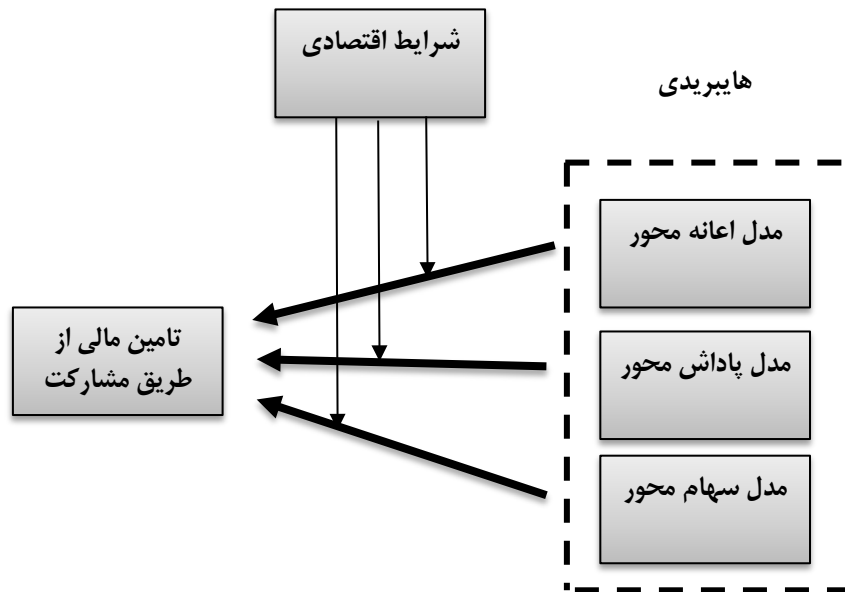 شرایط اقتصادی
هایبریدی
مدل اعانه محور
مدل پاداش محور
مدل سهام محور
تامین مالی از
طریق مشارکت